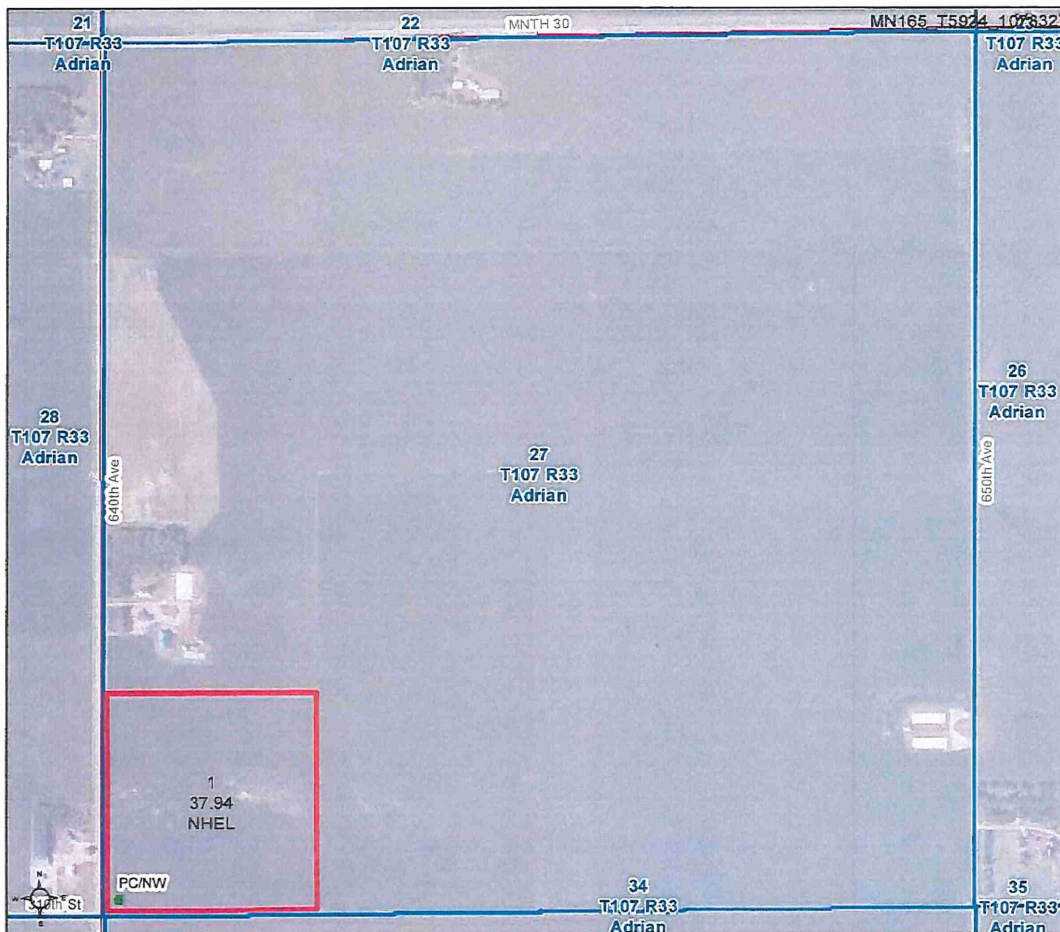 21
T107 R33
Adrian
22
T107 R33
Adrian
MNTH 30
T107 R33
Adrian
28
T107 R33
Adrian
640th Ave
27
T107 R33
Adrian
26
T107 R33
Adrian
650th Ave
1
37.94
NHEL
PC/NW
N
W
E
S
310th St
34
T107 R33
Adrian
35
T107 R33
Adrian